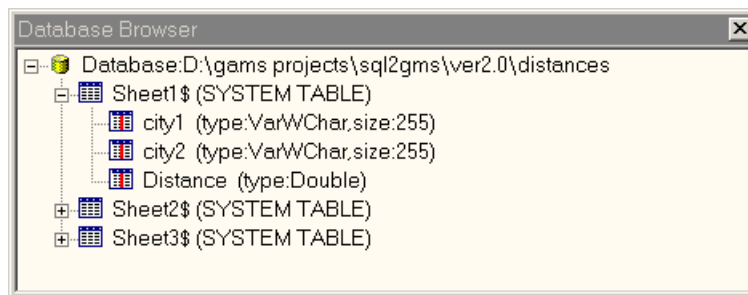 Database Browser
Database:D:\gams projects\sql2gms\ver2.0\distances
Sheet1$ (SYSTEM TABLE)
city1 (type:VarWChar,size:255)
city2 (type:VarWChar,size:255)
Distance (type:Double)
Sheet2$ (SYSTEM TABLE)
Sheet3$ (SYSTEM TABLE)